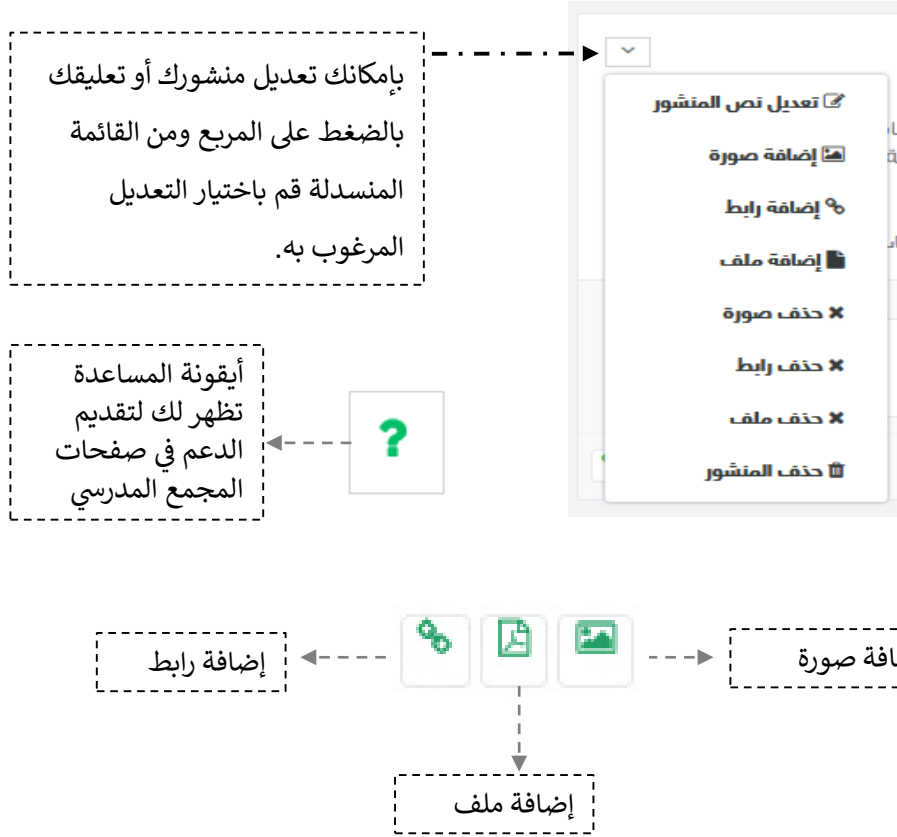 بإمكانك تعديل منشورك أو تعليقك
بالضغط على المربع ومن القائمة
المنسدلة قم باختيار التعديل
المرغوب به.
تعديل نص المنشور
إضافة صورة
إضافة رابط
إضافة ملف
حذف صورة
حذف رابط
حذف ملف
حذف المنشور
أيقونة المساعدة
تظهر لك لتقديم
الدعم في صفحات
المجمع المدرسي
?
صورة
إضافة رابط
إضافة ملف